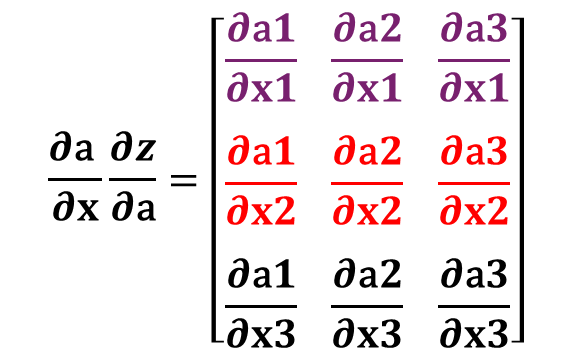 ∂a1 ∂a2 ∂a3
∂x1 ∂x1 ∂x1
∂a ∂z = ∂a1 ∂a2 ∂a3
∂x ∂a ∂x2 ∂x2 ∂x2
∂a1 ∂a2 ∂a3
∂x3 ∂x3 ∂x3